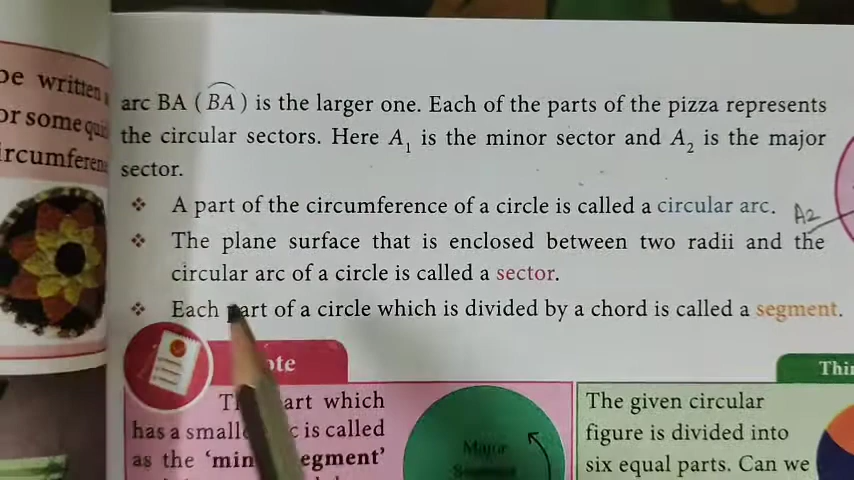 be written
or some
ircumferen
arc BA (BA) is the larger one. Each of the parts of the pizza represents
the circular sectors. Here A1 is the minor sector and A2 is the major
sector.
❖ A part of the circumference of a circle is called a circular arc.
A2
❖ The plane surface that is enclosed between two radii and the
circular arc of a circle is called a sector.
❖ Each part of a circle which is divided by a chord is called a segment.
ote
which
has a is called
as the
Major
Thi
The given circular
figure is divided into
six equal parts. Can we